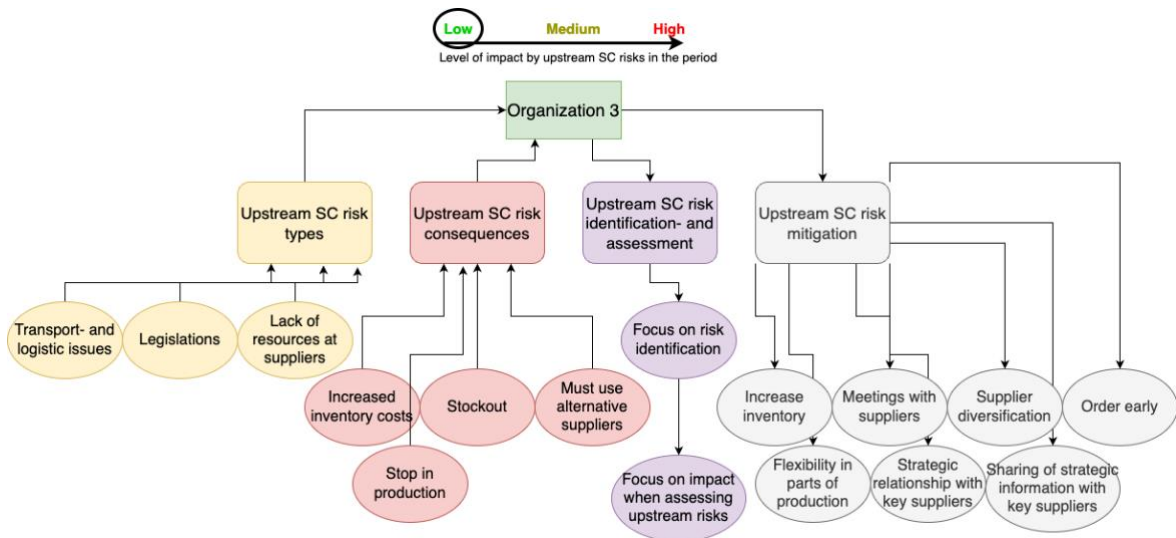 Low Medium High
Level of impact by upstream SC risks in the period
Organization 3
Upstream SC risk
types
Upstream SC risk
consequences
Upstream SC risk
identification- and
assessment
Upstream SC risk
mitigation
Transport- and
logistic issues
Legislations
Lack of
resources at
suppliers
Focus on risk
identification
Increased
inventory costs
Stockout
Must use
alternative
suppliers
Increase
inventory
Meetings with
suppliers
Supplier
diversification
Order early
Stop in
production
Focus on impact
when assessing
upstream risks
Flexibility in
parts of
production
Strategic
relationship with
key suppliers
Sharing of strategic
information with
key suppliers